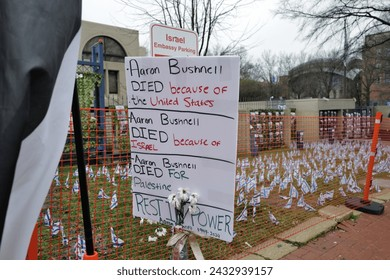 Israel
Embassy Parking
Aaron Bushnell
DIED because of
the United States
Aaron Bushnell
DIED because of
ISRAEL
Aaron Bushnell
DIED FOR
Palestine
REST IN POWER